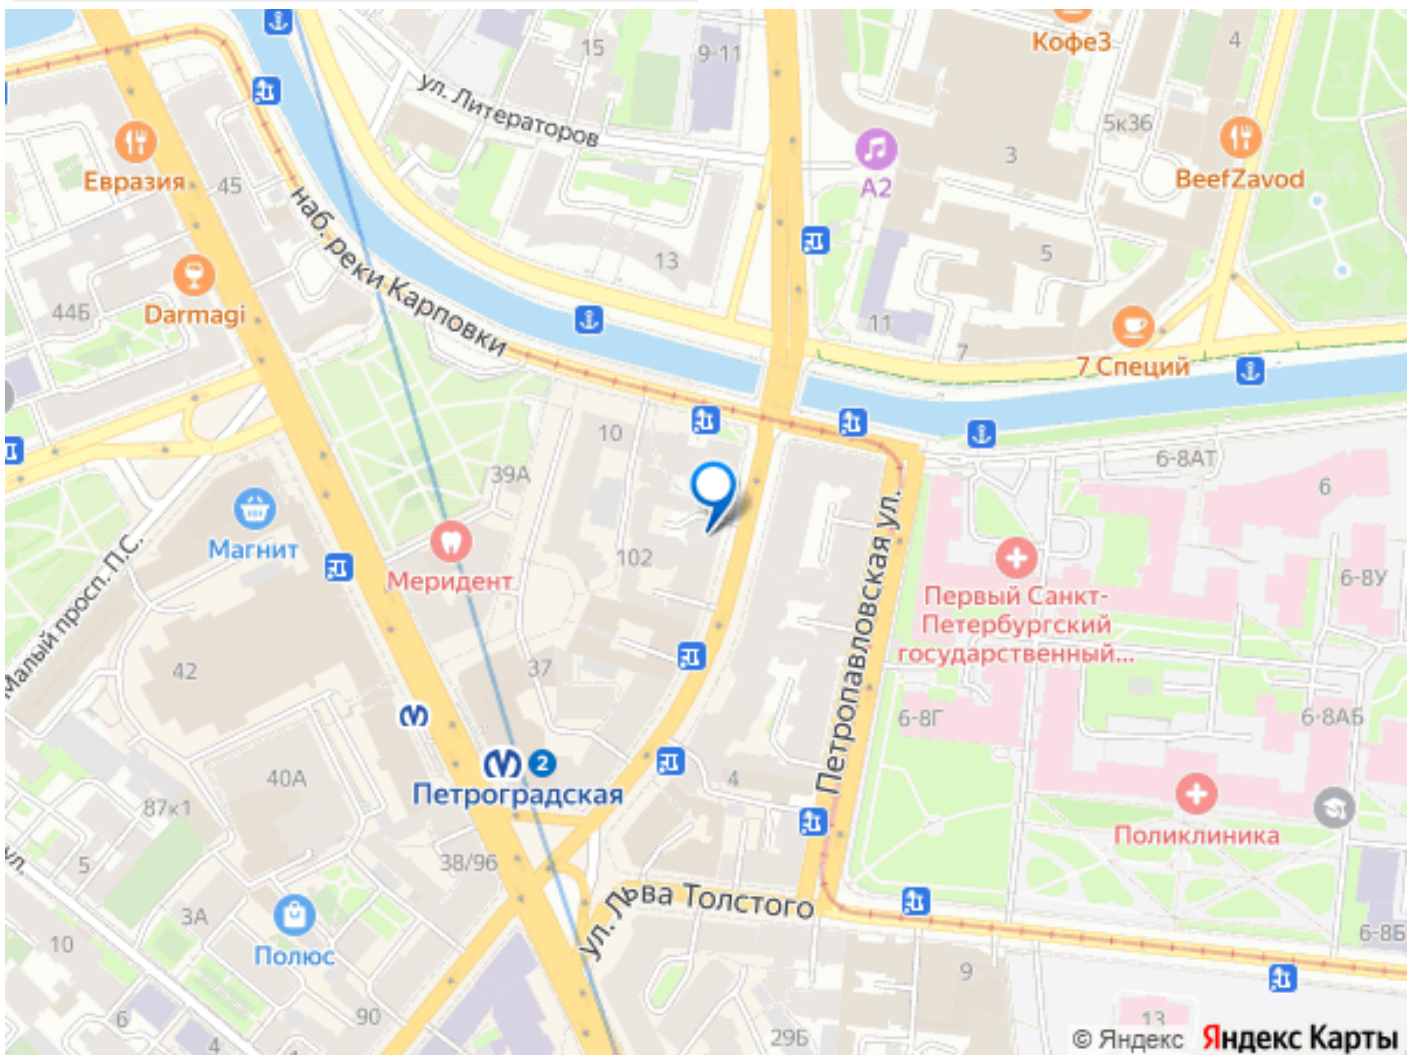 Кофе3
4
15
9-11
ул. Литераторов
5к36
3
BeefZavod
Евразия
45
А2
наб. реки Карповки
13
5
44Б
Darmagi
11
7
7 Специй
10
39А
6-8АТ
6
Магнит
Меридент
102
Петропавловская ул.
Первый Санкт-
Петербургский
государственный...
6-8У
Малый просп. П.С.
42
37
6-8Г
6-8АБ
2
Петроградская
40А
4
87к1
Поликлиника
5
38/96
ул.
ул. Льва Толстого
3А
10
Полюс
6-8Б
9
6
4
90
29Б
13
© Яндекс Яндекс Карты